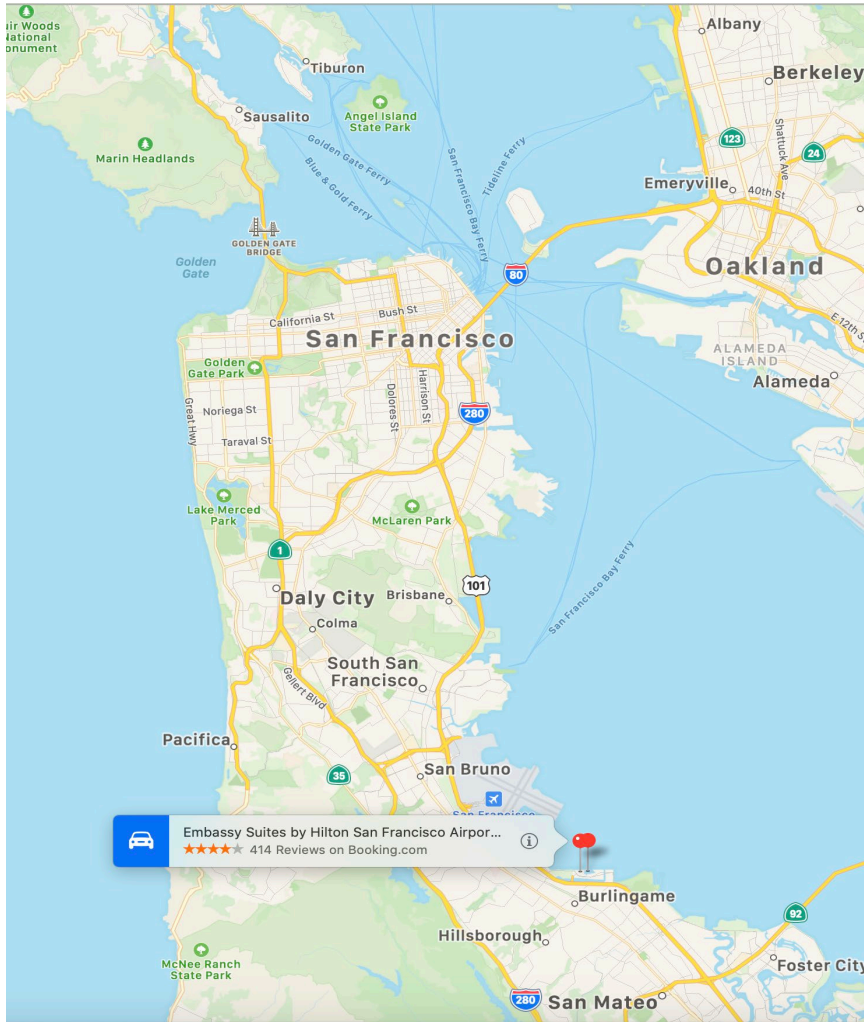 uir Woods
National
onument
Albany
Tiburon
Berkeley
Angel Island
State Park
Sausalito
Marin Headlands
Golden Gate Ferry
Blue & Gold Ferry
San Francisco Bay Ferry
Tideline Ferry
123
Shattuck Ave
24
Emeryville
40th St
GOLDEN GATE
BRIDGE
Golden
Gate
80
Oakland
California St
Bush St
San Francisco
E 12th St
ALAMEDA
ISLAND
Golden
Gate Park
Alameda
Great Hwy
Noriega St
Dolores St
Harrison St
280
Taraval St
Lake Merced
Park
McLaren Park
1
101
San Francisco Bay Ferry
Daly City
Brisbane
Colma
South San
Francisco
Gellert Blvd
Pacifica
35
San Bruno
San Francisco
Embassy Suites by Hilton San Francisco Airpor...
414 Reviews on Booking.com
Burlingame
92
Hillsborough
McNee Ranch
State Park
Foster City
280
San Mateo